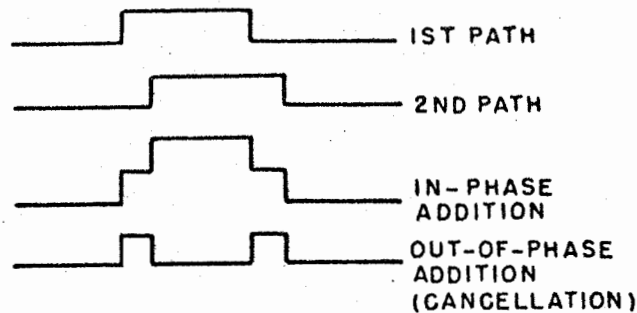 1ST PATH
2ND PATH
IN-PHASE
ADDITION
OUT-OF-PHASE
ADDITION
(CANCELLATION)